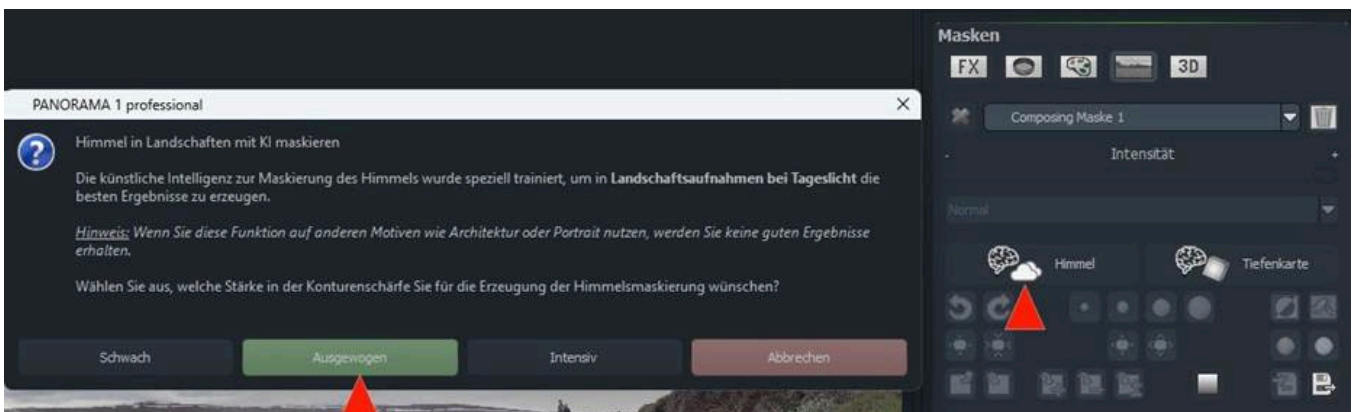 Masken
FX 3D
PANORAMA 1 professional
Composing Maske 1
Himmel in Landschaften mit KI maskieren
Intensität
- +
Die künstliche Intelligenz zur Maskierung des Himmels wurde speziell trainiert, um in Landschaftsaufnahmen bei Tageslicht die
besten Ergebnisse zu erzeugen.
Normal
Hinweis: Wenn Sie diese Funktion auf anderen Motiven wie Architektur oder Portrait nutzen, werden Sie keine guten Ergebnisse
erhalten.
Himmel Tiefenkarte
Wählen Sie aus, welche Stärke in der Konturenschärfe Sie für die Erzeugung der Himmelsmaskierung wünschen?
Schwach Ausgewogen Intensiv Abbrechen